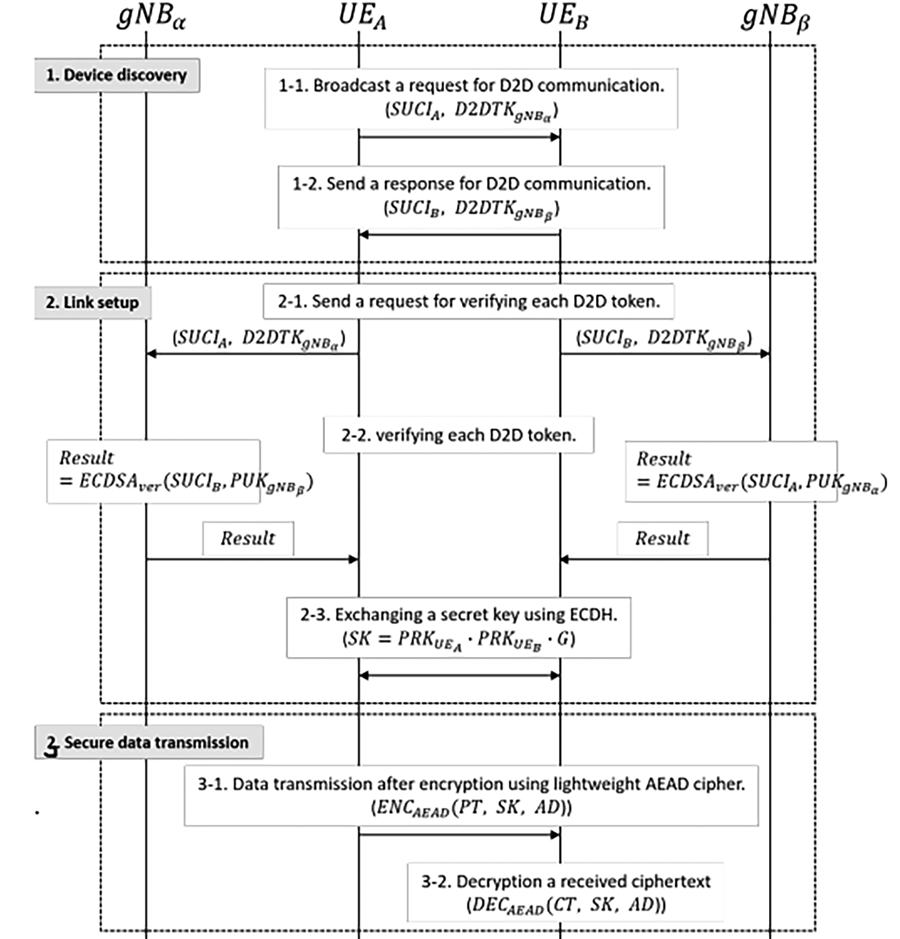 gNBα UEA UEB gNBβ
1. Device discovery
1-1. Broadcast a request for D2D communication.
(SUCIA, D2DTKgNBα)
1-2. Send a response for D2D communication.
(SUCIB, D2DTKgNBβ)
2. Link setup
2-1. Send a request for verifying each D2D token.
(SUCIA, D2DTKgNBα) (SUCIB, D2DTKgNBβ)
2-2. verifying each D2D token.
Result
= ECDSAver(SUCIB,PUKgNBβ)
Result
= ECDSAver(SUCIA,PUKgNBα)
Result Result
2-3. Exchanging a secret key using ECDH.
(SK = PRKUEA · PRKUEB · G)
3. Secure data transmission
3-1. Data transmission after encryption using lightweight AEAD cipher.
(ENCAEAD(PT, SK, AD))
3-2. Decryption a received ciphertext
(DECAEAD(CT, SK, AD))